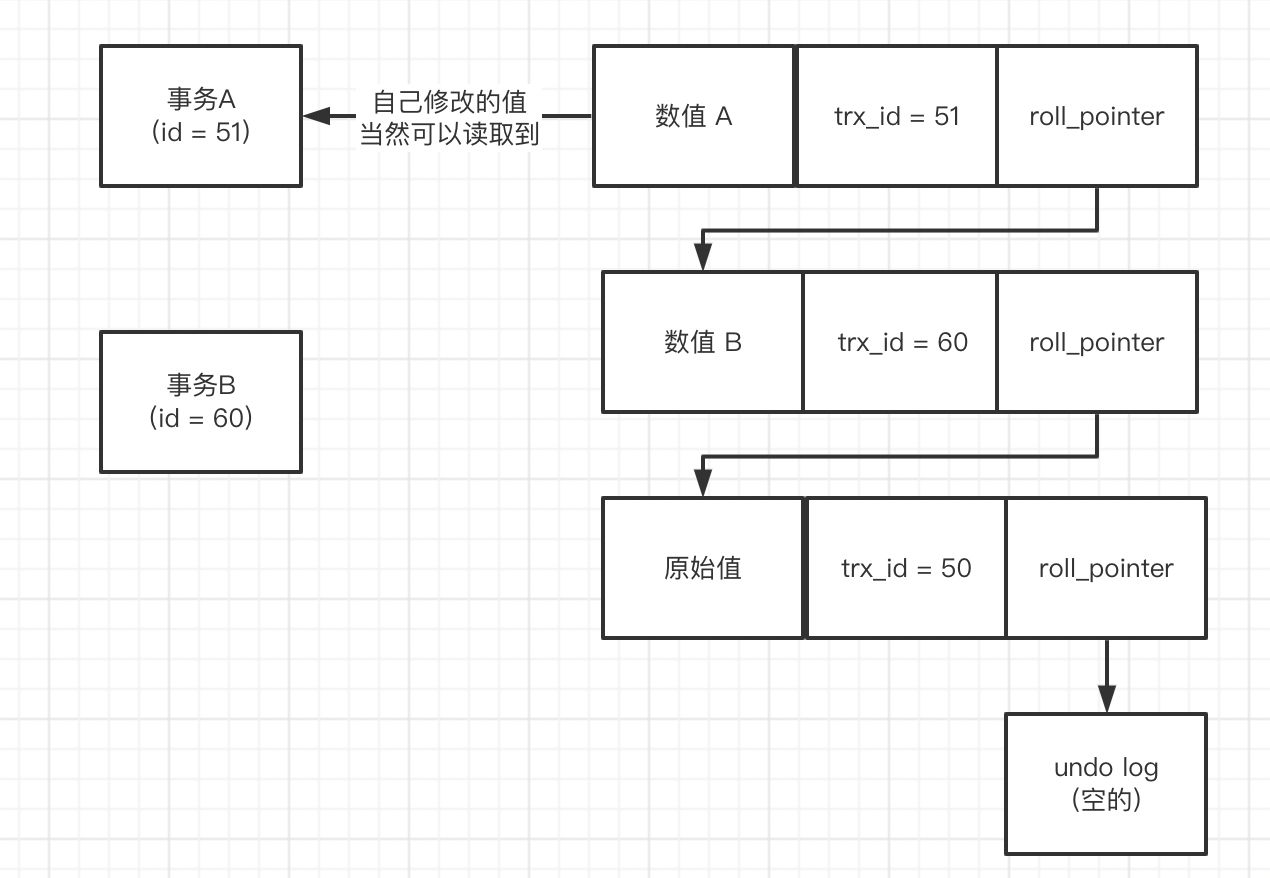 事务A
(id = 51)
自己修改的值
当然可以读取到
数值 A
trx_id = 51
roll_pointer
数值 B
trx_id = 60
roll_pointer
事务B
(id = 60)
原始值
trx_id = 50
roll_pointer
undo log
(空的)